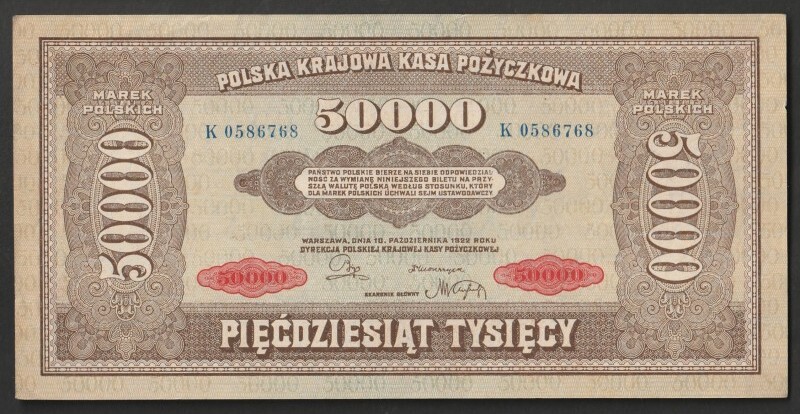 POLSKA KRAJOWA KASA POŻYCZKOWA
MAREK
POLSKICH
50000
MAREK
POLSKICH
K 0586768
K 0586768
50000
50000
PAŃSTWO POLSKIE BIERZE NA SIEBIE ODPOWIEDZIAL
NOŚĆ ZA WYMIANĘ NINIEJSZEGO BILETU NA PRZY-
SZŁĄ WALUTĘ POLSKĄ WEDŁUG STOSUNKU, KTÓRY
DLA MAREK POLSKICH UCHWALI SEJM USTAWODAWCZY.
WARSZAWA, DNIA 10. PAŹDZIERNIKA 1922 ROKU
DYREKCJA POLSKIEJ KRAJOWEJ KASY POŻYCZKOWEJ
50000
50000
SKARBNIK GŁÓWNY
PIĘĆDZIESIĄT TYSIĘCY